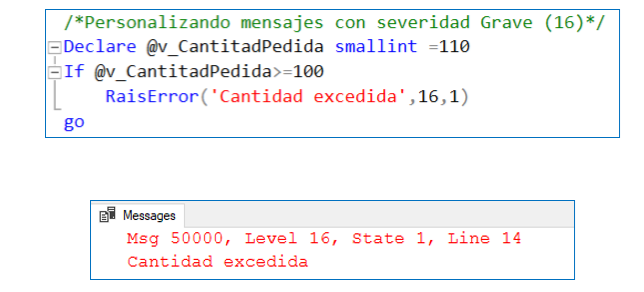 /*Personalizando mensajes con severidad Grave (16)*/
Declare @v_CantitadPedida smallint =110
If @v_CantitadPedida>=100
RaisError('Cantidad excedida',16,1)
go
Messages
Msg 50000, Level 16, State 1, Line 14
Cantidad excedida